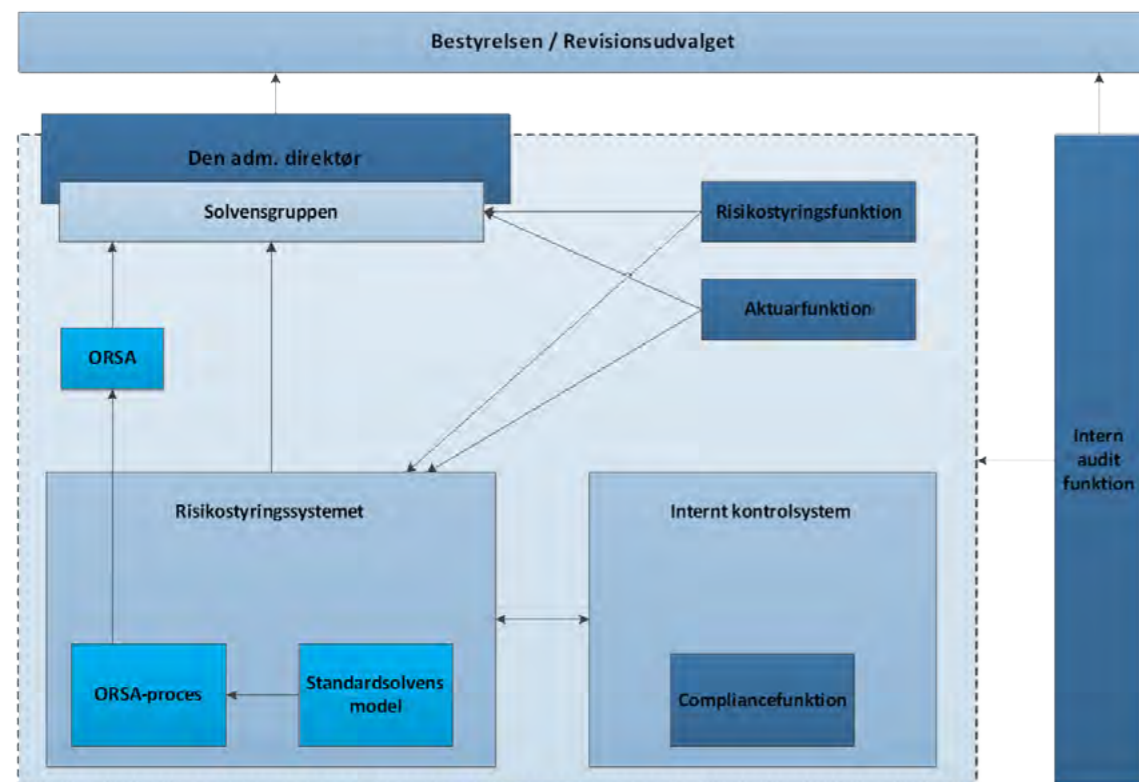 Bestyrelsen / Revisionsudvalget
Den adm. direktør
Solvensgruppen
Risikostyringsfunktion
Aktuarfunktion
ORSA
Intern
audit
funktion
Risikostyringssystemet
Internt kontrolsystem
ORSA-proces
Standardsolvens
model
Compliancefunktion